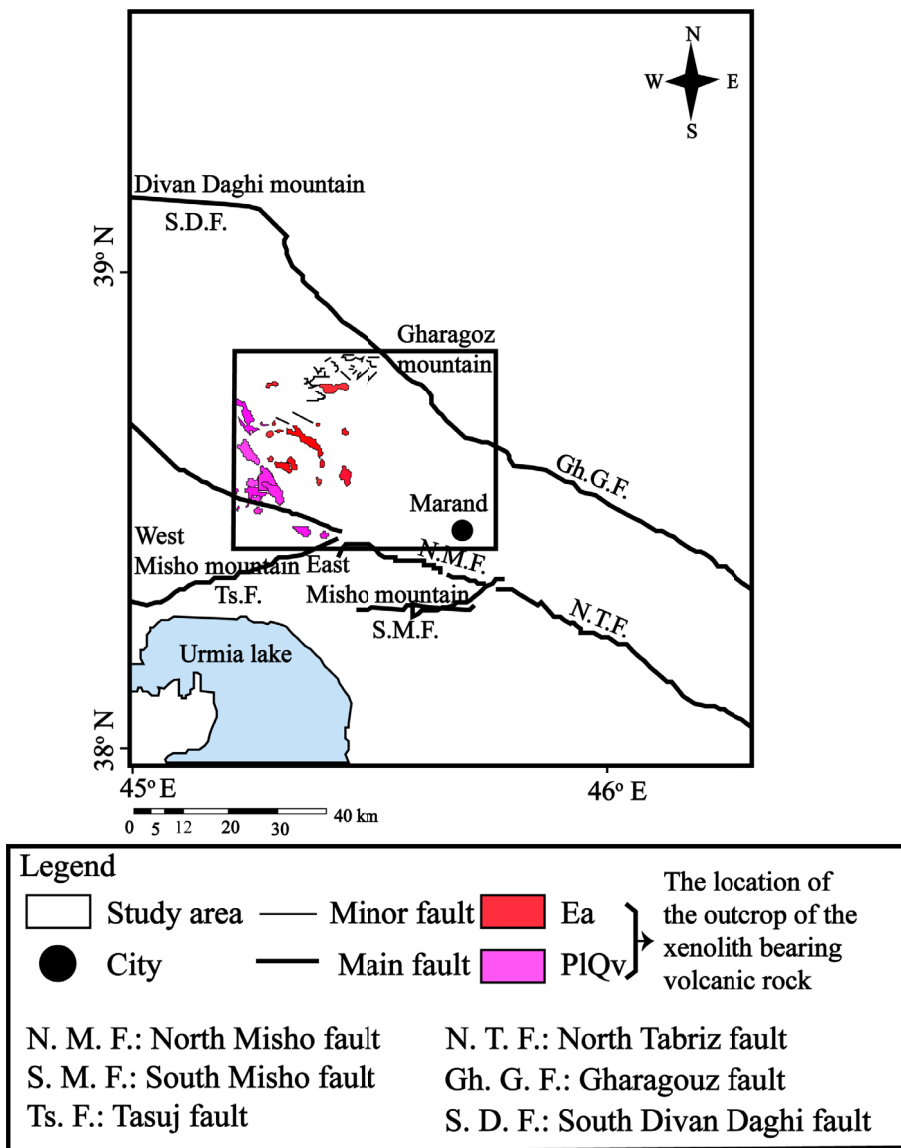 N
W E
S
Divan Daghi mountain
S.D.F.
39° N
Gharagoz
mountain
Gh.G.F.
Marand
West
Misho mountain
East
Misho mountain
N.M.F.
Ts.F.
S.M.F.
N.T.F.
Urmia lake
38° N
45° E 46° E
0 5 12 20 30 40 km
Legend
Study area Minor fault Ea
City Main fault PlQv
The location of
the outcrop of the
xenolith bearing
volcanic rock
N. M. F.: North Misho fault
S. M. F.: South Misho fault
Ts. F.: Tasuj fault
N. T. F.: North Tabriz fault
Gh. G. F.: Gharagouz fault
S. D. F.: South Divan Daghi fault